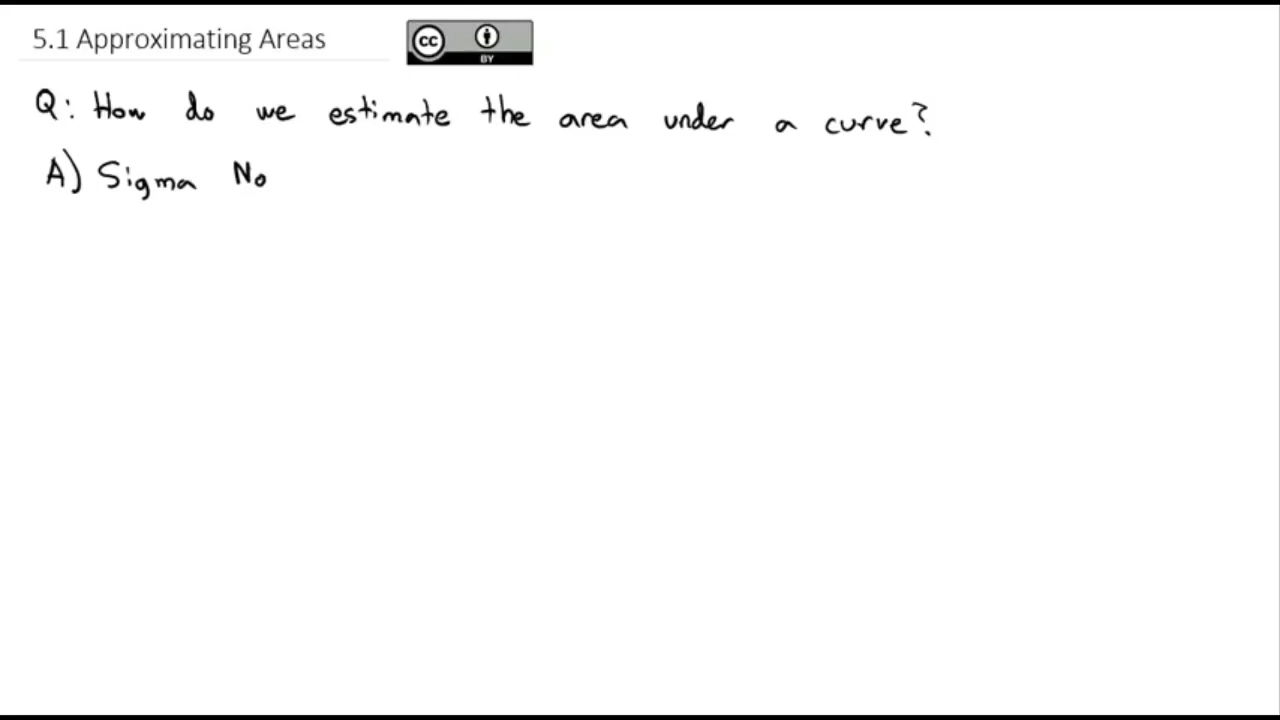 5.1 Approximating Areas
cc BY
Q: How do we estimate the area under a curve?
A) Sigma No